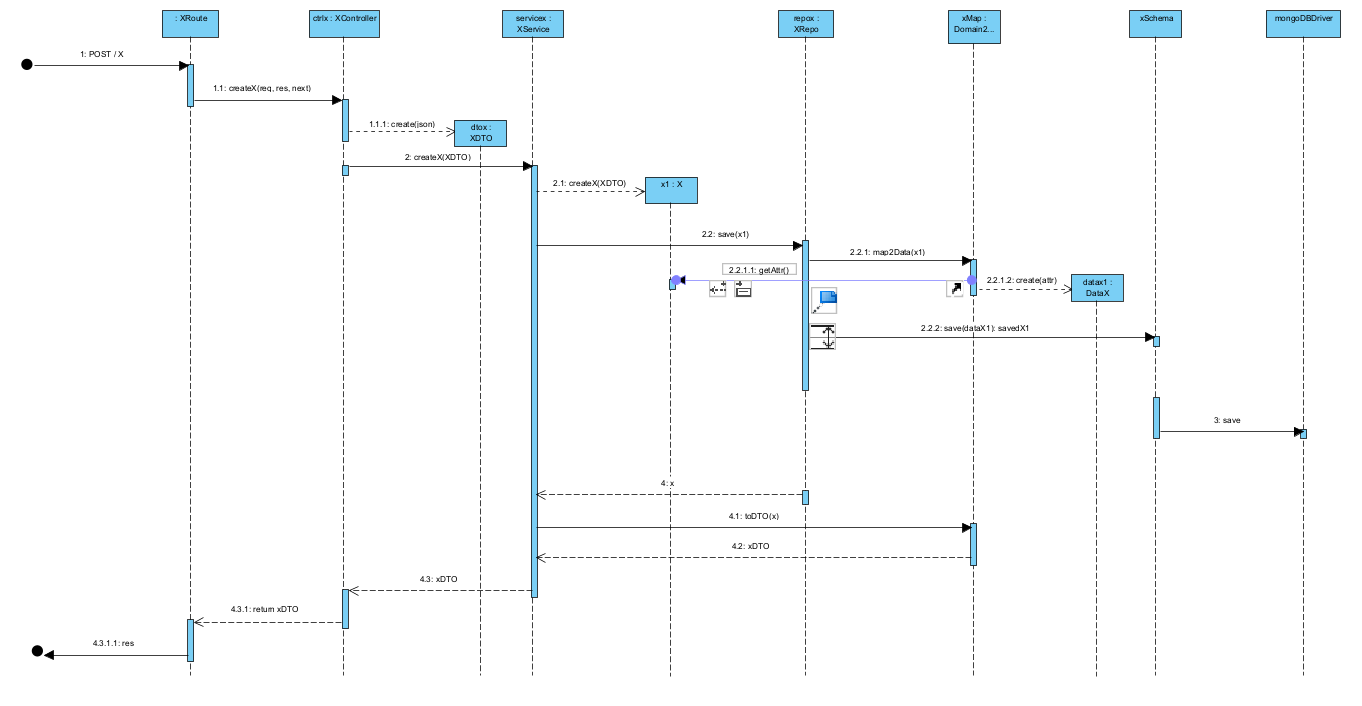 : XRoute
ctrlx : XController
servicex :
XService
repox :
XRepo
xMap :
Domain2...
xSchema
mongoDBDriver
1: POST / X
1.1: createX(req, res, next)
1.1.1: create(json)
dtox :
XDTO
2: createX(XDTO)
2.1: createX(XDTO)
x1 : X
2.2: save(x1)
2.2.1: map2Data(x1)
2.2.1.1: getAttr()
2.2.1.2: create(attr)
datax1 :
DataX
2.2.2: save(dataX1): savedX1
3: save
4: x
4.1: toDTO(x)
4.2: xDTO
4.3: xDTO
4.3.1: return xDTO
4.3.1.1: res